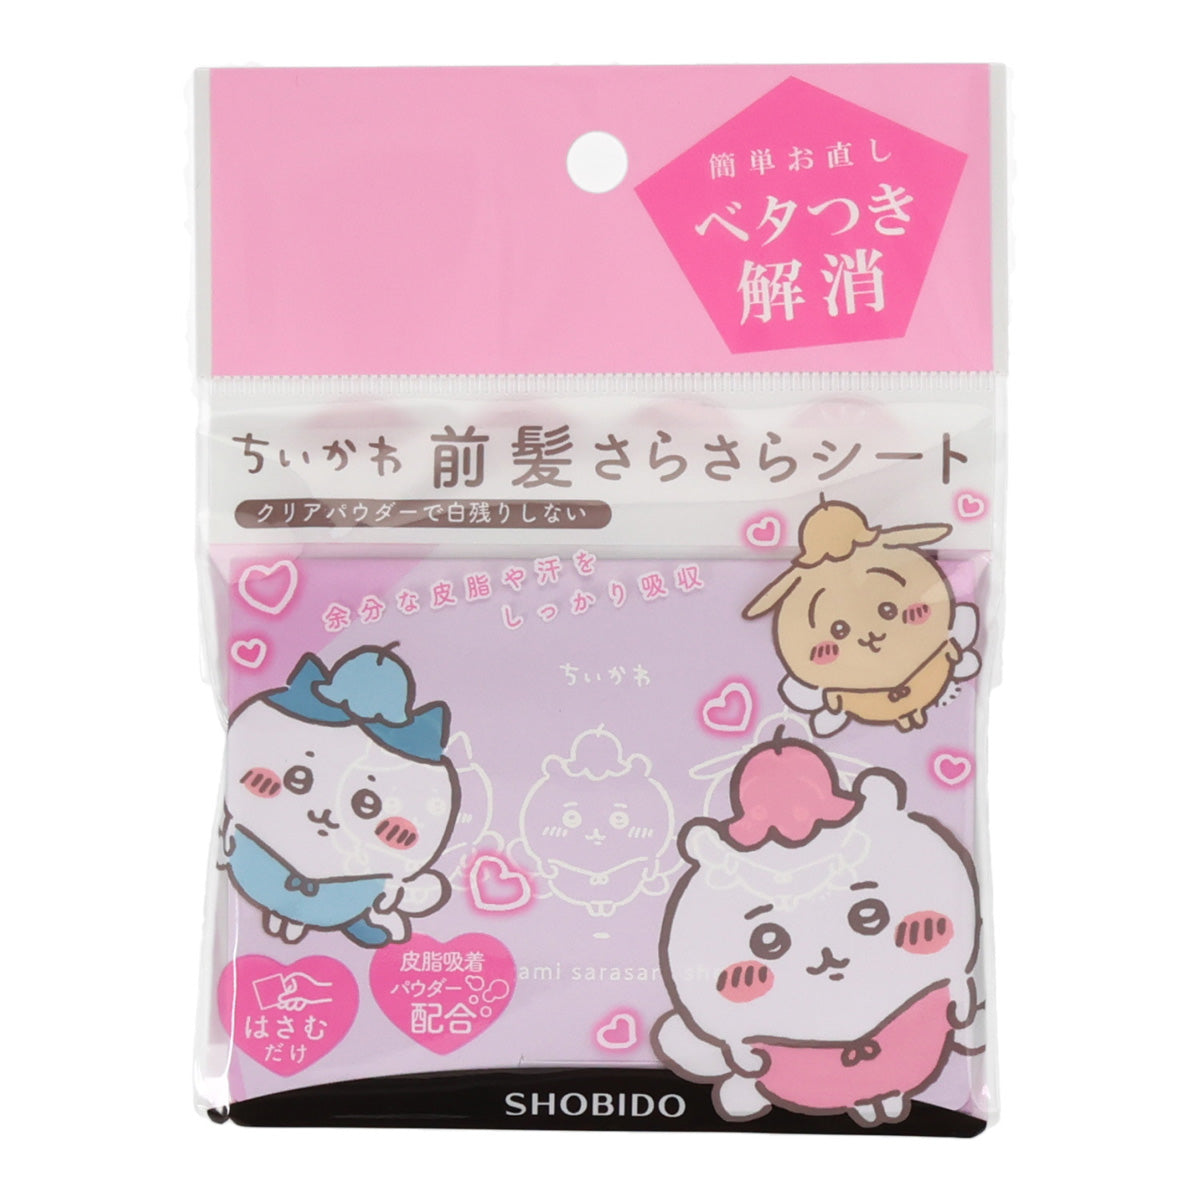 簡単お直し
ベタつき
解消
ちいかわ 前髪さらさらシート
クリアパウダーで白残りしない
余分な皮脂や汗を
しっかり吸収
ちいかわ
皮脂吸着
パウダー
配合
はさむ
だけ
ami sarasara sh
SHOBIDO